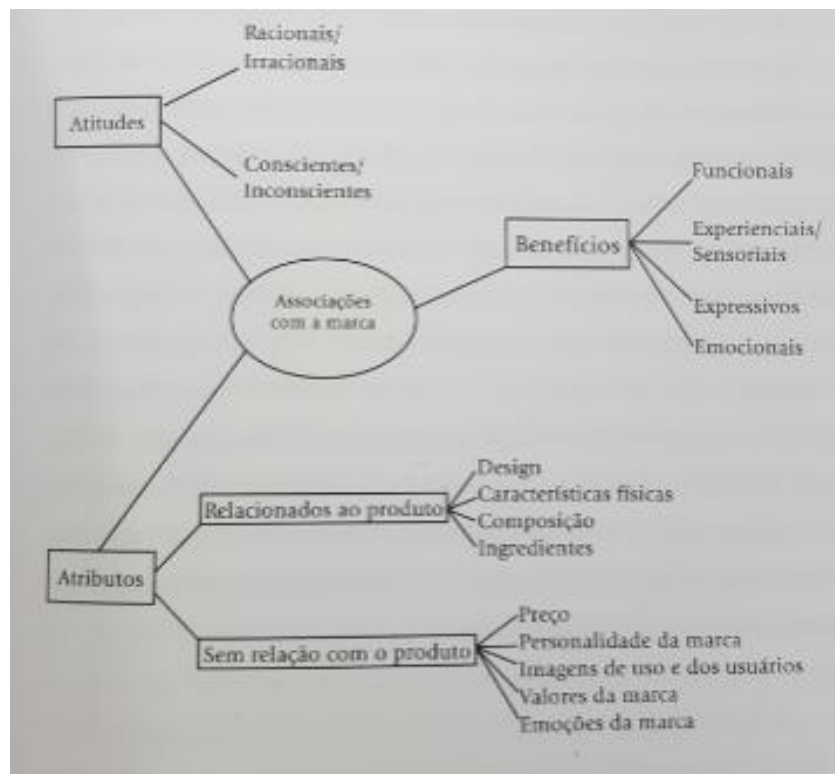 Racionais/
Irracionais
Atitudes
Conscientes/
Inconscientes
Funcionais
Benefícios
Experienciais/
Sensoriais
Expressivos
Emocionais
Associações
com a marca
Design
Características físicas
Relacionados ao produto
Composição
Ingredientes
Atributos
Preço
Personalidade da marca
Sem relação com o produto
Imagens de uso e dos usuários
Valores da marca
Emoções da marca